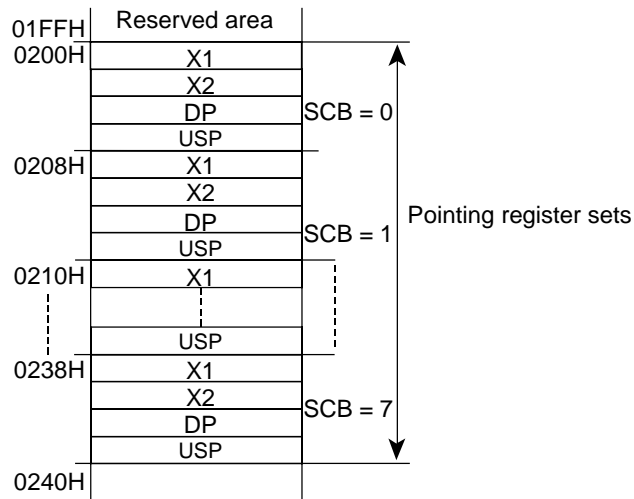 Reserved area
01FFH
0200H
X1
X2
DP
SCB = 0
USP
0208H
X1
X2
DP
SCB = 1
USP
Pointing register sets
0210H
X1
USP
0238H
X1
X2
DP
SCB = 7
USP
0240H